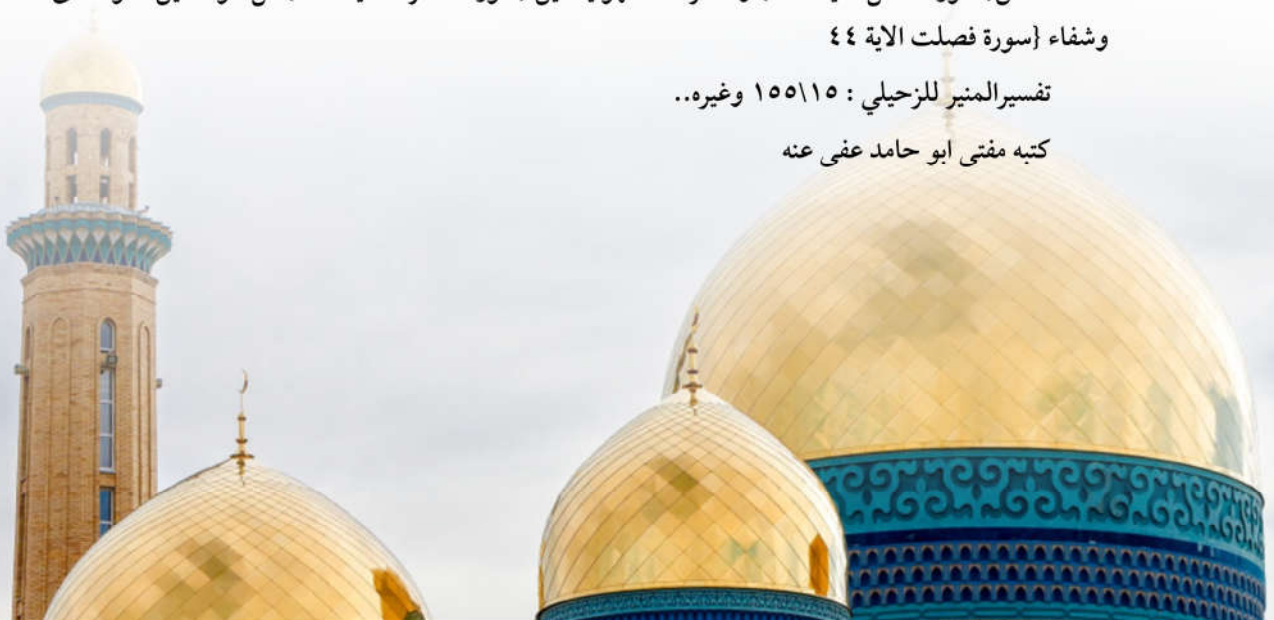 وشفاء {سورة فصلت الاية ٤٤
تفسيرالمنير للزحيلي : ١٥\١٥٥ وغيره..
كتبه مفتى ابو حامد عفى عنه